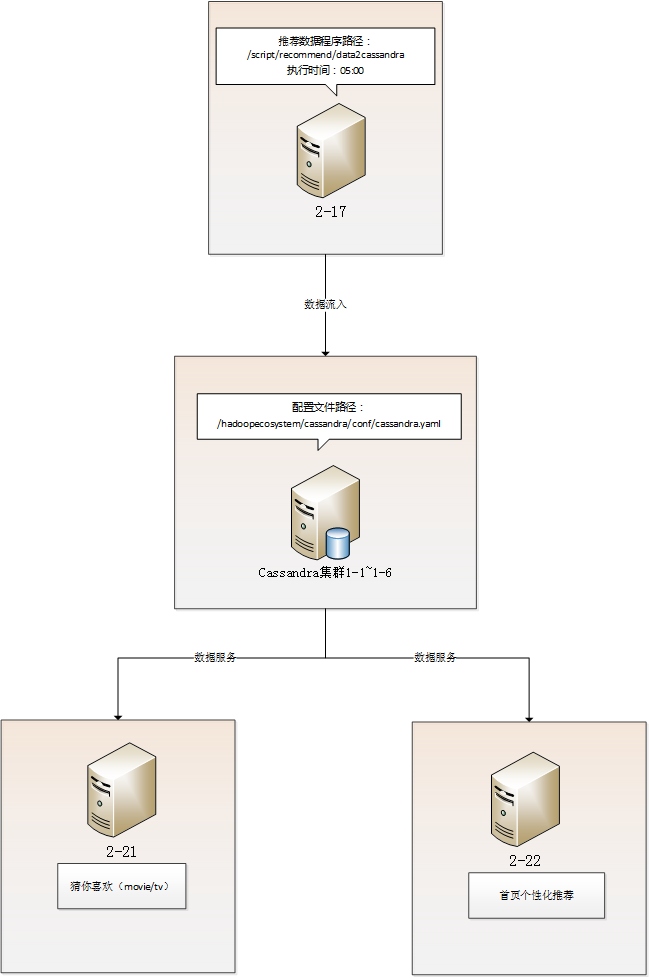 推荐数据程序路径：
/script/recommend/data2cassandra
执行时间：05:00
2-17
数据流入
配置文件路径：
/hadoopecosystem/cassandra/conf/cassandra.yaml
Cassandra集群1-1~1-6
数据服务
数据服务
2-21
猜你喜欢（movie/tv）
2-22
首页个性化推荐